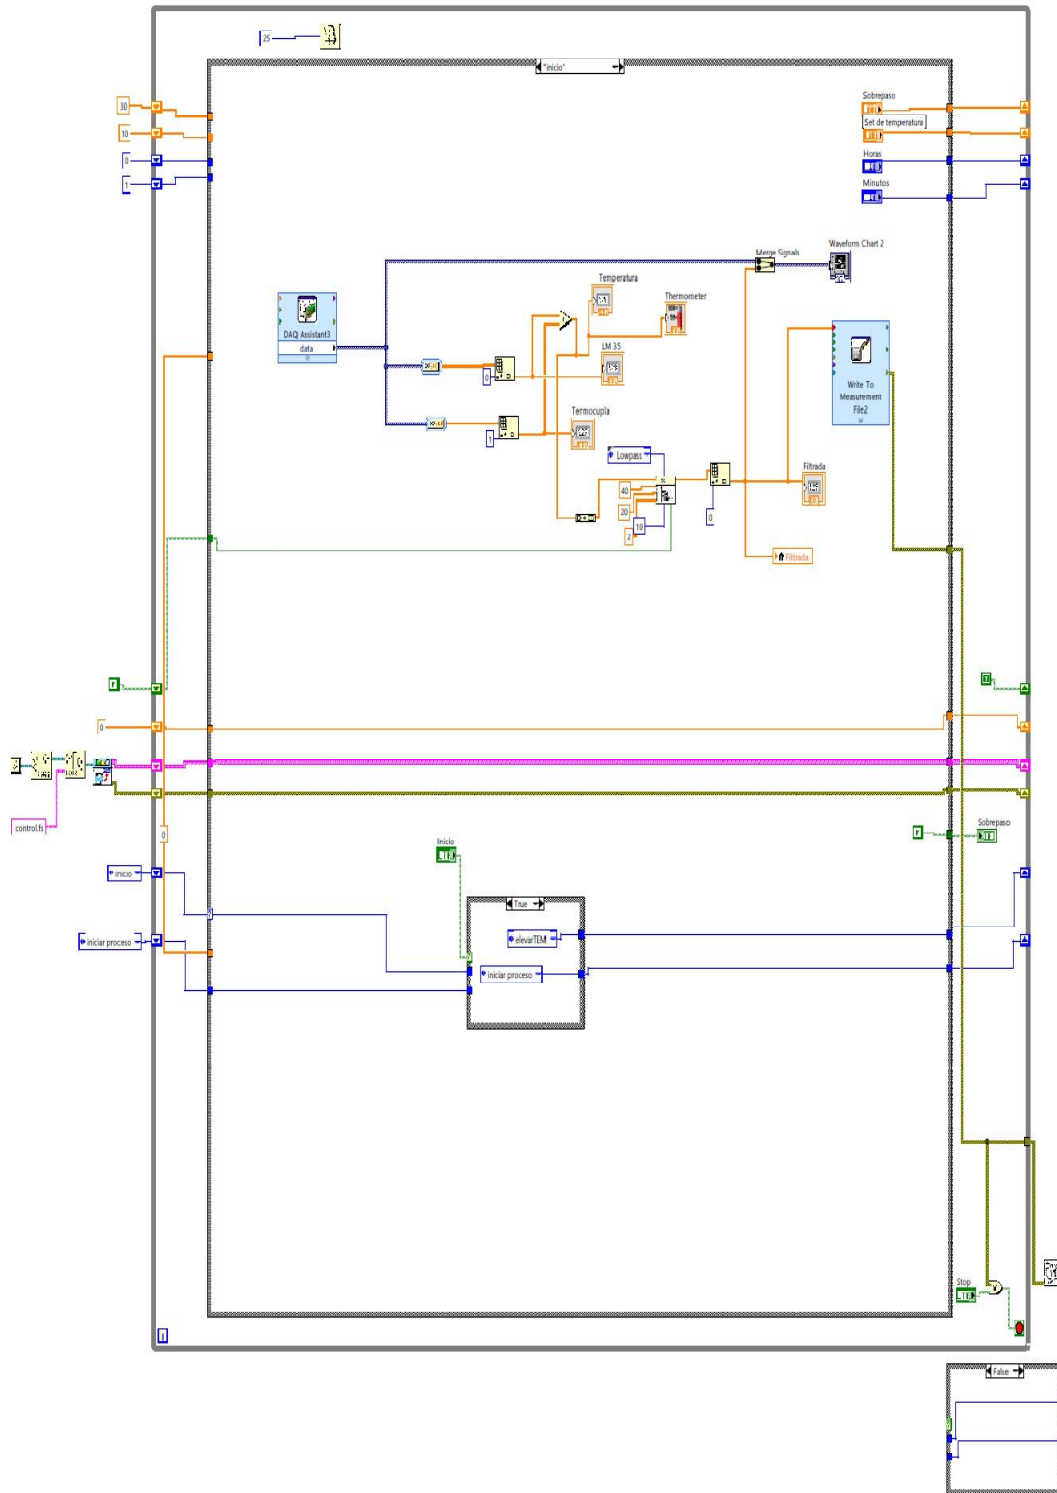 25
"inicio"
30
10
0
1
Sobrepaso
Set de temperatura
Horas
Minutos
Merge Signals
Waveform Chart 2
Temperatura
Thermometer
DAQ Assistant3
data
LM 35
0
Termocupla
1
Write To
Measurement
File2
Lowpass
Filtrada
40
20
10
2
0
Filtrada
F
T
0
control.fs
0
F
Sobrepaso
Inicio
inicio
True
elevarTEM
iniciar proceso
iniciar proceso
Stop
i
False